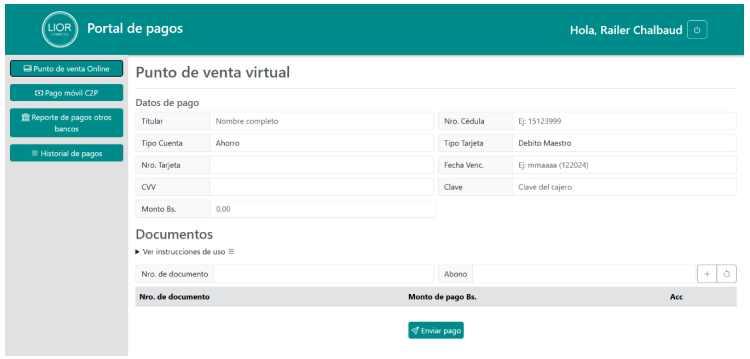 LIOR
Portal de pagos
Hola, Railer Chalbaud
Punto de venta Online
Pago móvil C2P
Reporte de pagos otros
bancos
Historial de pagos
Punto de venta virtual
Datos de pago
Titular Nombre completo Nro. Cédula Ej: 15123999
Tipo Cuenta Ahorro Tipo Tarjeta Debito Maestro
Nro. Tarjeta Fecha Venc. Ej: mmaaaa (122024)
CVV Clave Clave del cajero
Monto Bs. 0.00
Documentos
Ver instrucciones de uso
Nro. de documento Abono +
Nro. de documento Monto de pago Bs. Acc
Enviar pago